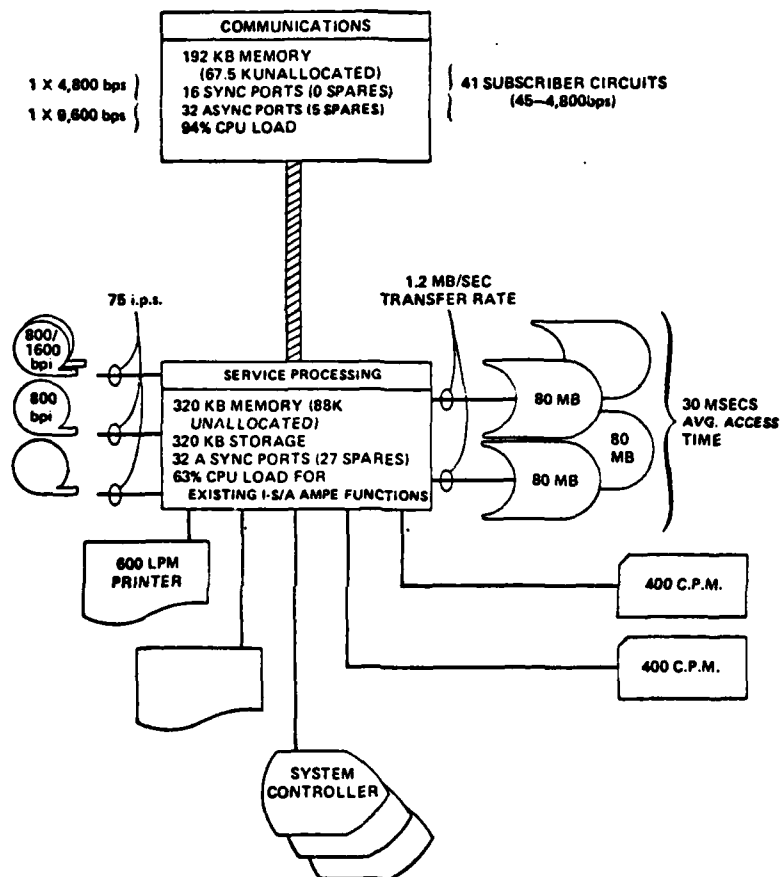 COMMUNICATIONS
192 KB MEMORY
(67.5 KUNALLOCATED)
16 SYNC PORTS (0 SPARES)
32 ASYNC PORTS (5 SPARES)
94% CPU LOAD
1 X 4,800 bps
1 X 9,600 bps
41 SUBSCRIBER CIRCUITS
(45-4,800bps)
75 i.p.s.
1.2 MB/SEC
TRANSFER RATE
800/
1600
bpi
800
bpi
SERVICE PROCESSING
320 KB MEMORY (88K
UNALLOCATED)
320 KB STORAGE
32 A SYNC PORTS (27 SPARES)
63% CPU LOAD FOR
EXISTING I-S/A AMPE FUNCTIONS
80 MB
80
MB
80 MB
30 MSECS
AVG. ACCESS
TIME
600 LPM
PRINTER
400 C.P.M.
400 C.P.M.
SYSTEM
CONTROLLER